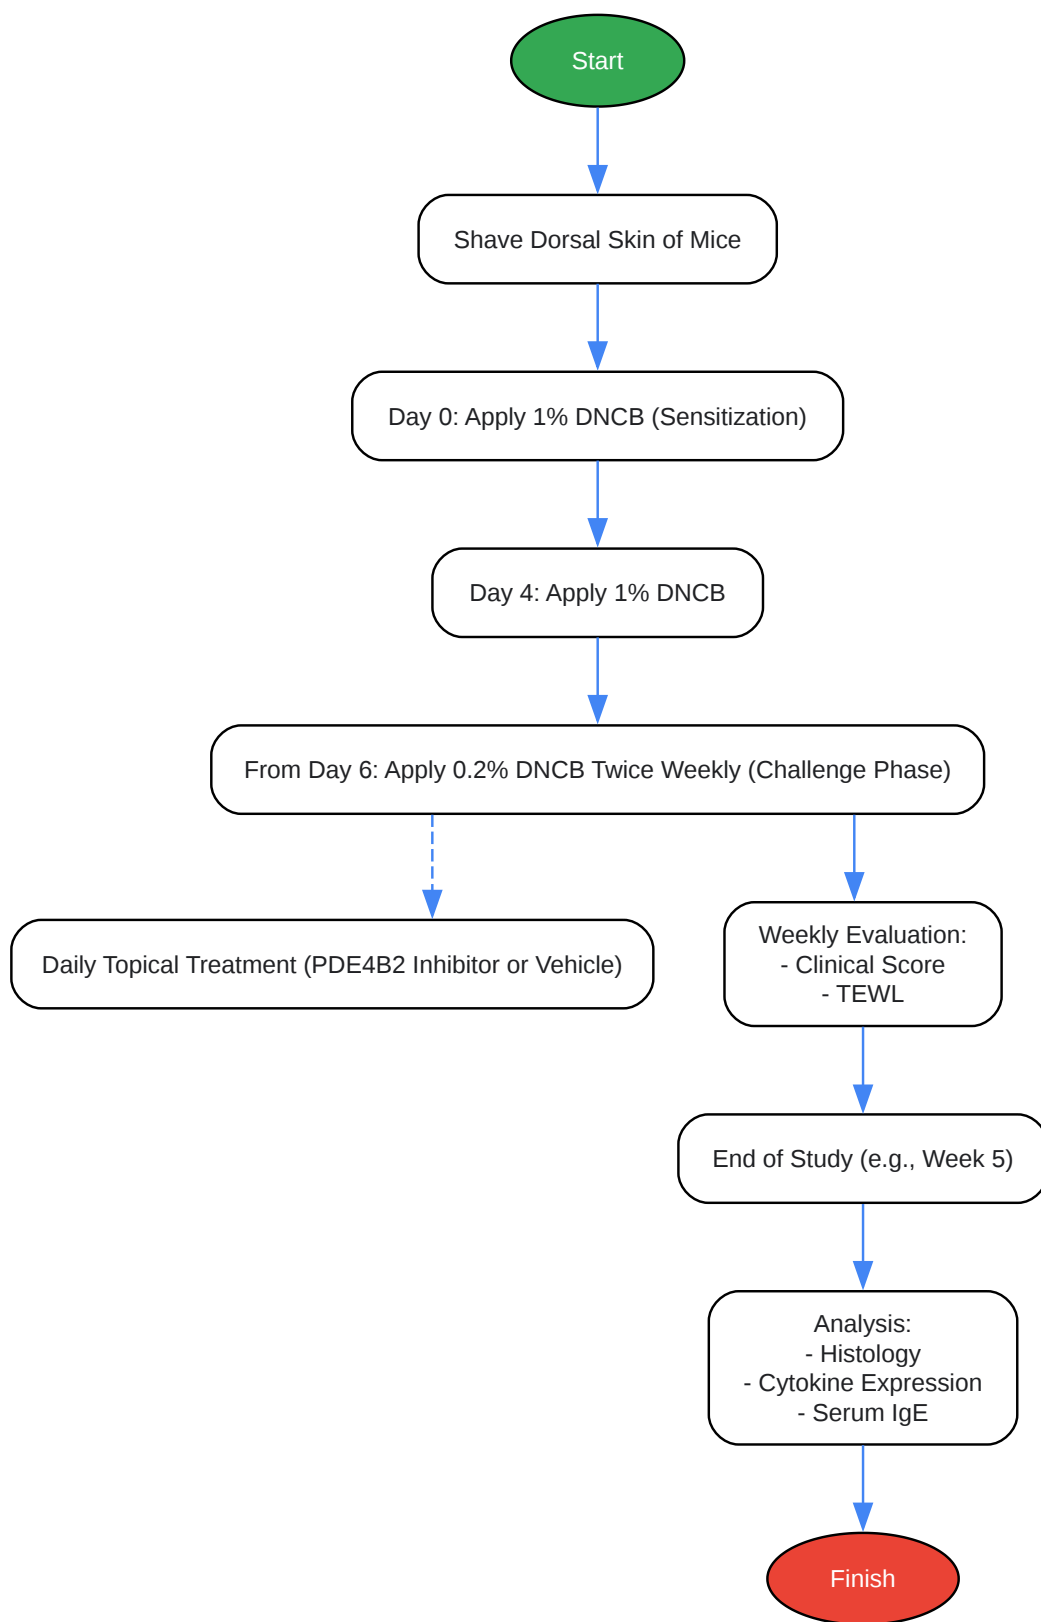 Start
Shave Dorsal Skin of Mice
Day 0: Apply 1% DNCB (Sensitization)
Day 4: Apply 1% DNCB
From Day 6: Apply 0.2% DNCB Twice Weekly (Challenge Phase)
Daily Topical Treatment (PDE4B2 Inhibitor or Vehicle)
Weekly Evaluation:
- Clinical Score
- TEWL
End of Study (e.g., Week 5)
Analysis:
- Histology
- Cytokine Expression
- Serum IgE
Finish